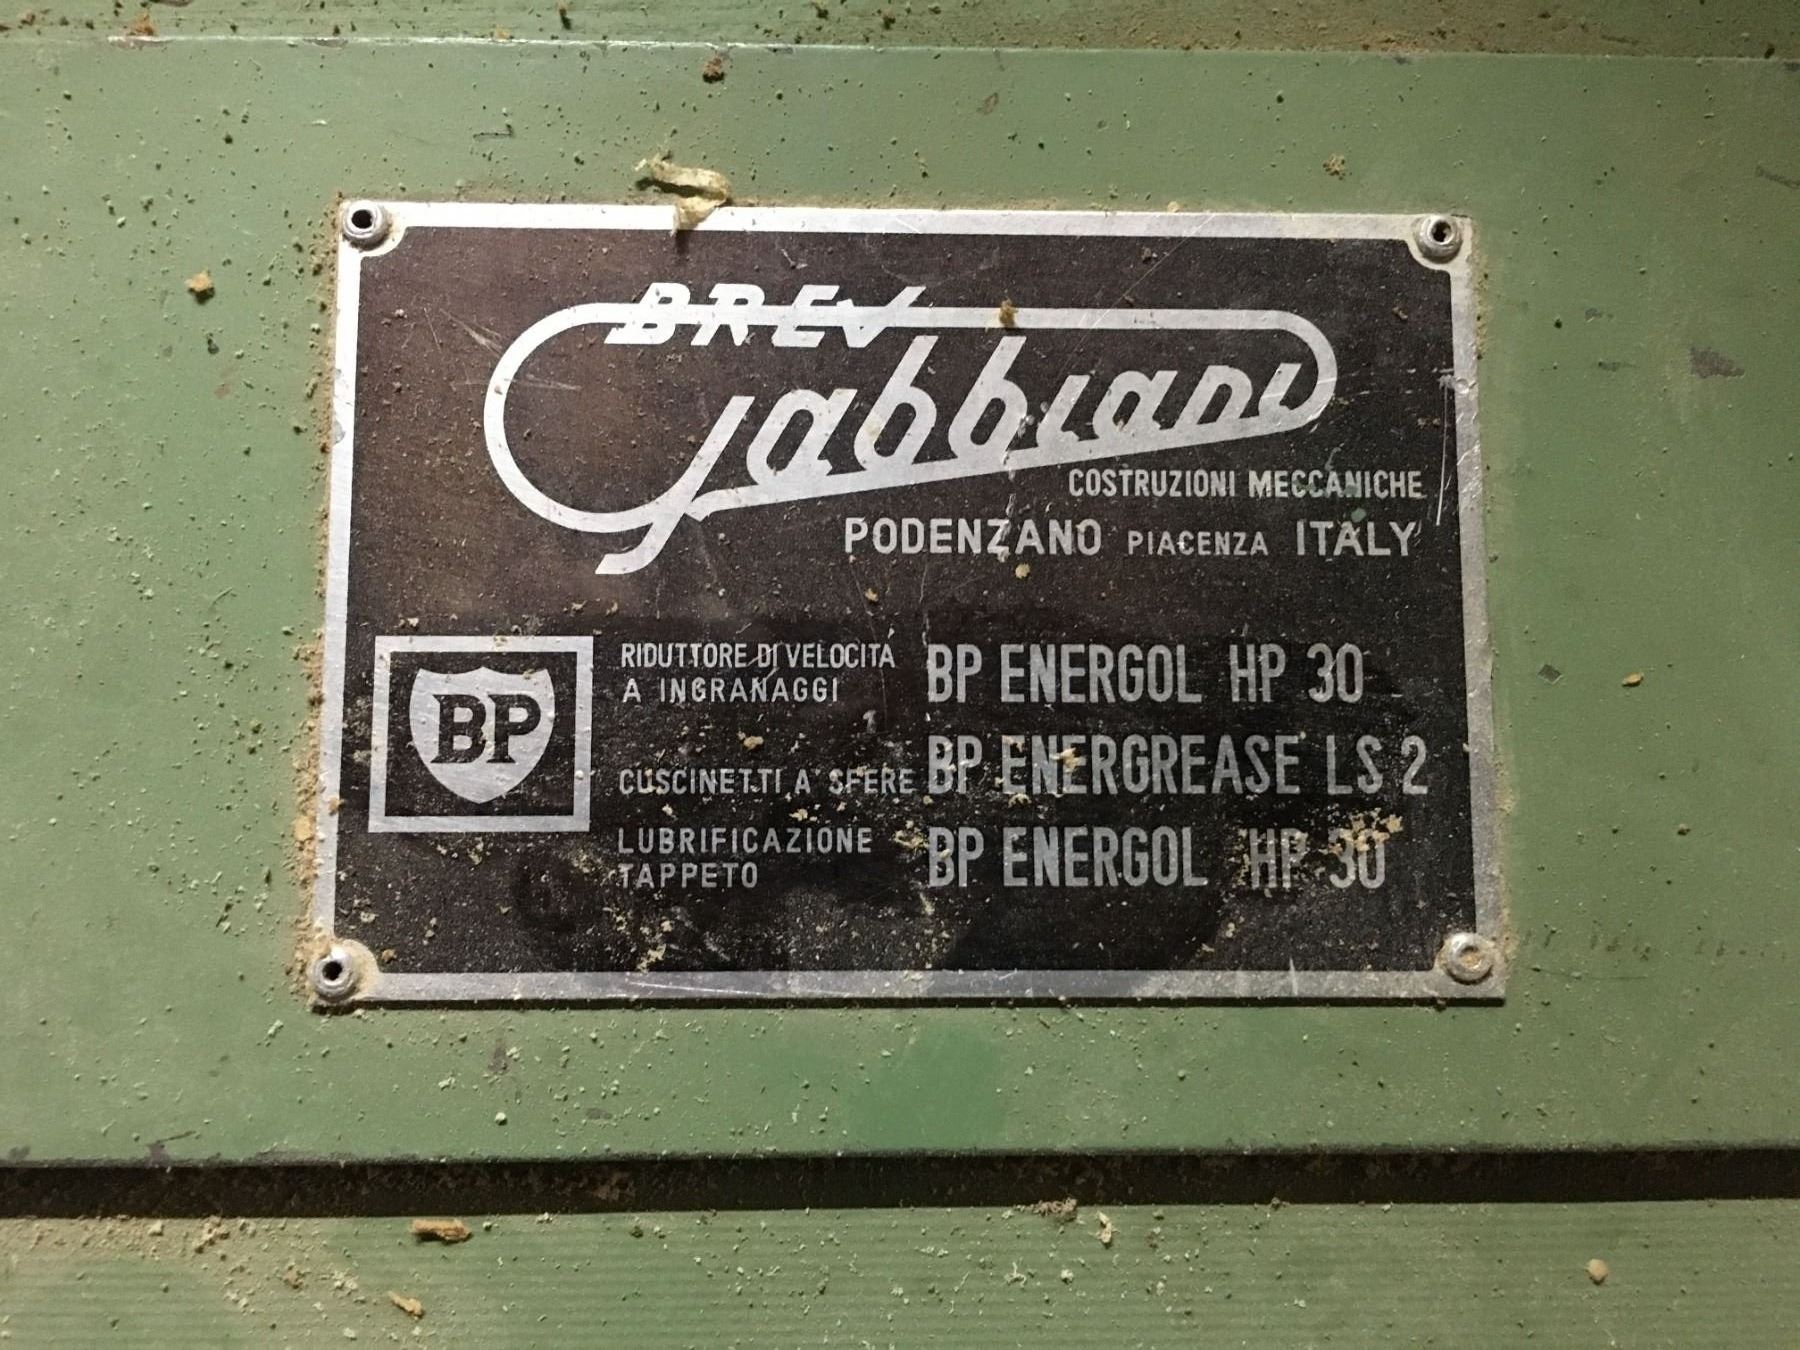 BREV
Gabbiani
COSTRUZIONI MECCANICHE
PODENZANO PIACENZA ITALY
BP
RIDUTTORE DI VELOCITA
A INGRANAGGI
BP ENERGOL HP 30
CUSCINETTI A SFERE BP ENERGREASE LS 2
LUBRIFICAZIONE
TAPPETO
BP ENERGOL HP 30